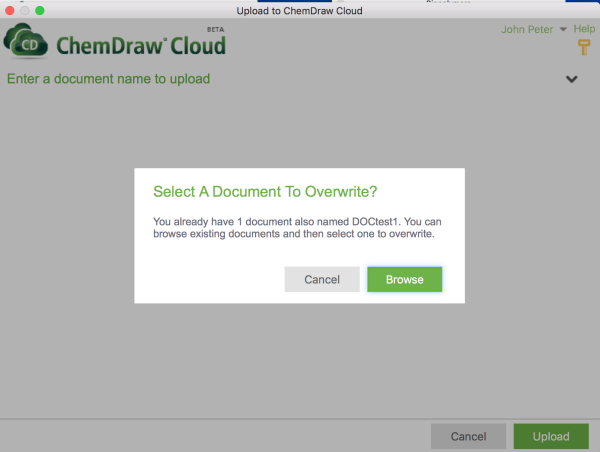 Upload to ChemDraw Cloud
CD ChemDraw™ Cloud BETA
John Peter Help
Enter a document name to upload
Select A Document To Overwrite?
You already have 1 document also named DOCtest1. You can
browse existing documents and then select one to overwrite.
Cancel Browse
Cancel Upload